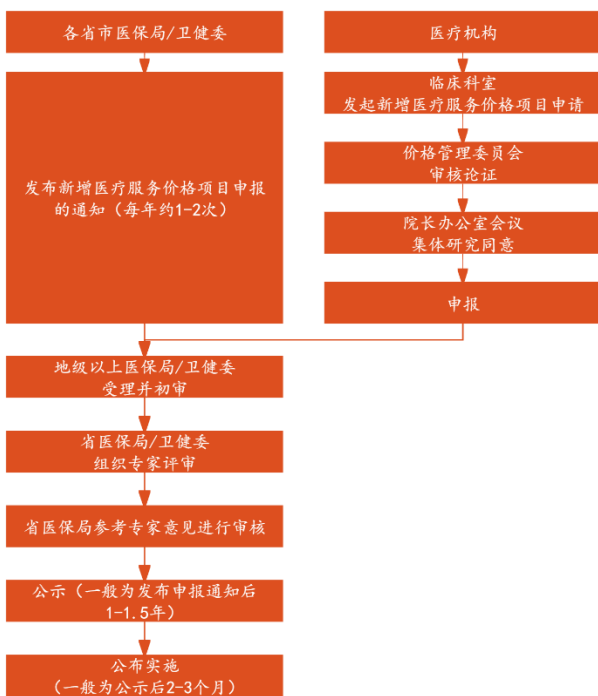 各省市医保局/卫健委
发布新增医疗服务价格项目申报
的通知（每年约1-2次）
医疗机构
临床科室
发起新增医疗服务价格项目申请
价格管理委员会
审核论证
院长办公室会议
集体研究同意
申报
地级以上医保局/卫健委
受理并初审
省医保局/卫健委
组织专家评审
省医保局参考专家意见进行审核
公示（一般为发布申报通知后
1-1.5年）
公布实施
（一般为公示后2-3个月）